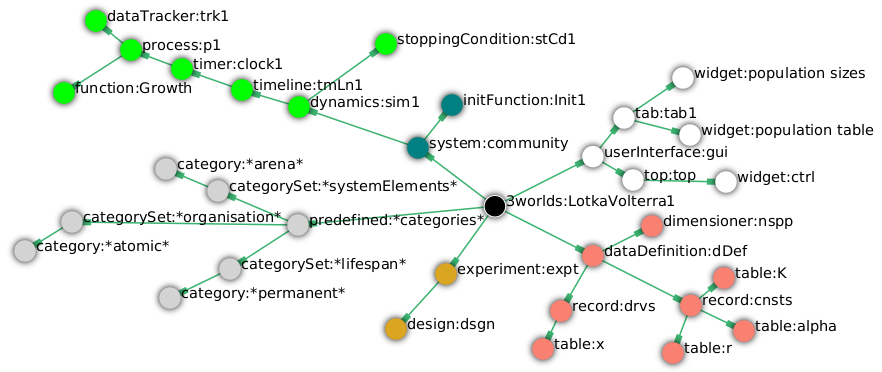 dataTracker:trk1
stoppingCondition:stCd1
process:p1
timer:clock1
widget:population sizes
function:Growth
timeline:tmLn1
initFunction:Init1
dynamics:sim1
tab:tab1
widget:population table
system:community
userInterface:gui
category:*arena*
top:top
widget:ctrl
categorySet:*systemElements*
3worlds:LotkaVolterra1
categorySet:*organisation*
predefined:*categories*
dimensioner:nspp
category:*atomic*
dataDefinition:dDef
categorySet:*lifespan*
experiment:expt
table:K
category:*permanent*
record:drvs
record:cnsts
design:dsgn
table:alpha
table:x
table:r